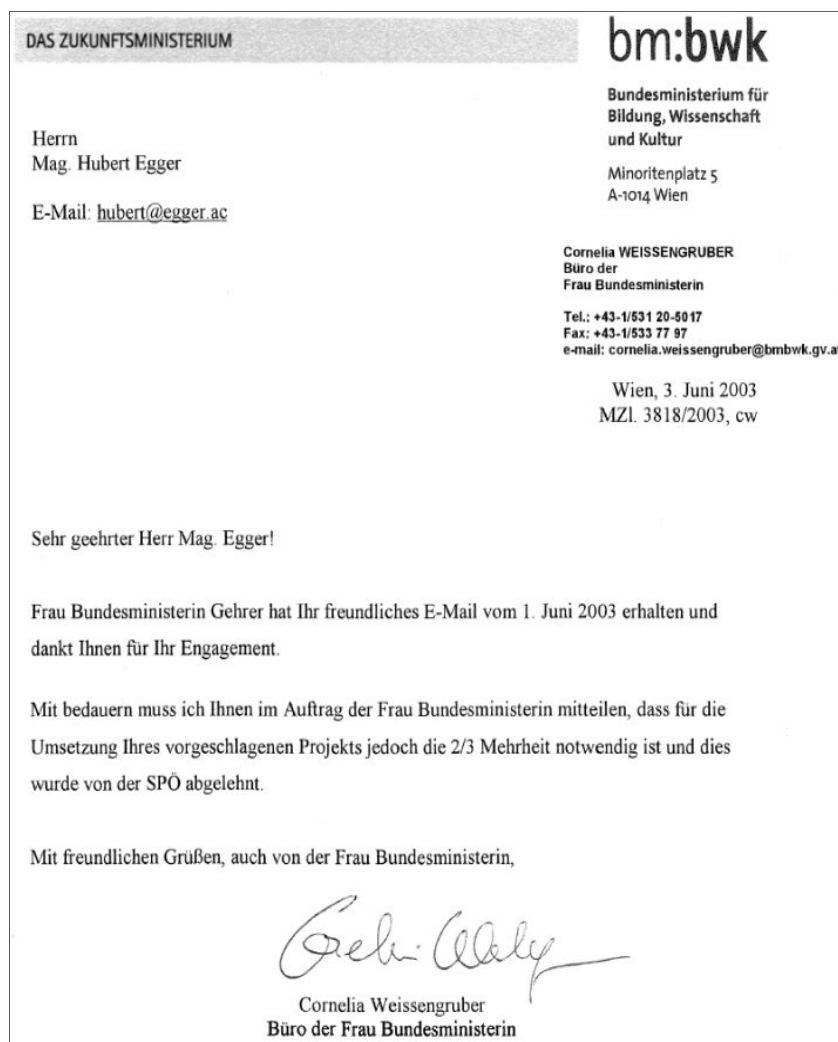 DAS ZUKUNFTSMINISTERIUM
bm:bwk
Bundesministerium für
Bildung, Wissenschaft
und Kultur
Minoritenplatz 5
A-1014 Wien
Herrn
Mag. Hubert Egger
E-Mail: hubert@egger.ac
Cornelia WEISSENGRUBER
Büro der
Frau Bundesministerin
Tel.: +43-1/531 20-5017
Fax: +43-1/533 77 97
e-mail: cornelia.weissengruber@bmbwk.gv.at
Wien, 3. Juni 2003
MZl. 3818/2003, cw
Sehr geehrter Herr Mag. Egger!
Frau Bundesministerin Gehrer hat Ihr freundliches E-Mail vom 1. Juni 2003 erhalten und
dankt Ihnen für Ihr Engagement.
Mit bedauern muss ich Ihnen im Auftrag der Frau Bundesministerin mitteilen, dass für die
Umsetzung Ihres vorgeschlagenen Projekts jedoch die 2/3 Mehrheit notwendig ist und dies
wurde von der SPÖ abgelehnt.
Mit freundlichen Grüßen, auch von der Frau Bundesministerin,
Cornelia Weissengruber
Büro der Frau Bundesministerin